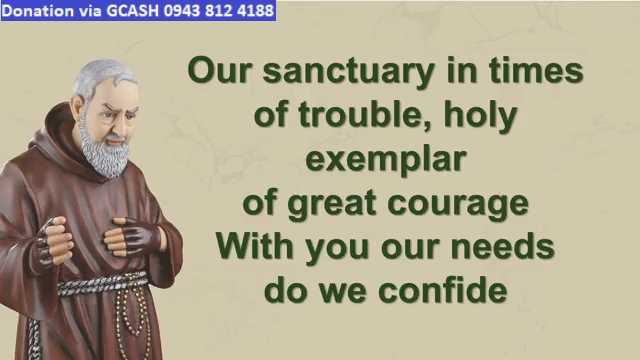 Donation via GCASH 0943 812 4188
Our sanctuary in times
of trouble, holy
exemplar
of great courage
With you our needs
do we confide